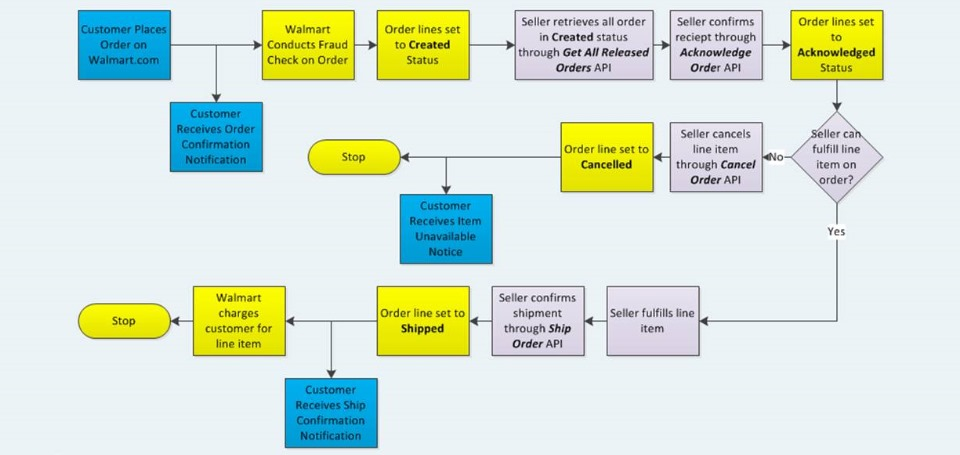 Customer Places
Order on
Walmart.com
Walmart
Conducts Fraud
Check on Order
Order lines set
to Created
Status
Seller retrieves all order
in Created status
through Get All Released
Orders API
Seller confirms
reciept through
Acknowledge
Order API
Order lines set
to
Acknowledged
Status
Customer
Receives Order
Confirmation
Notification
Stop
Order line set to
Cancelled
Seller cancels
line item
through Cancel
Order API
No
Seller can
fulfill line
item on
order?
Customer
Receives Item
Unavailable
Notice
Yes
Stop
Walmart
charges
customer for
line item
Order line set to
Shipped
Seller confirms
shipment
through Ship
Order API
Seller fulfills line
item
Customer
Receives Ship
Confirmation
Notification